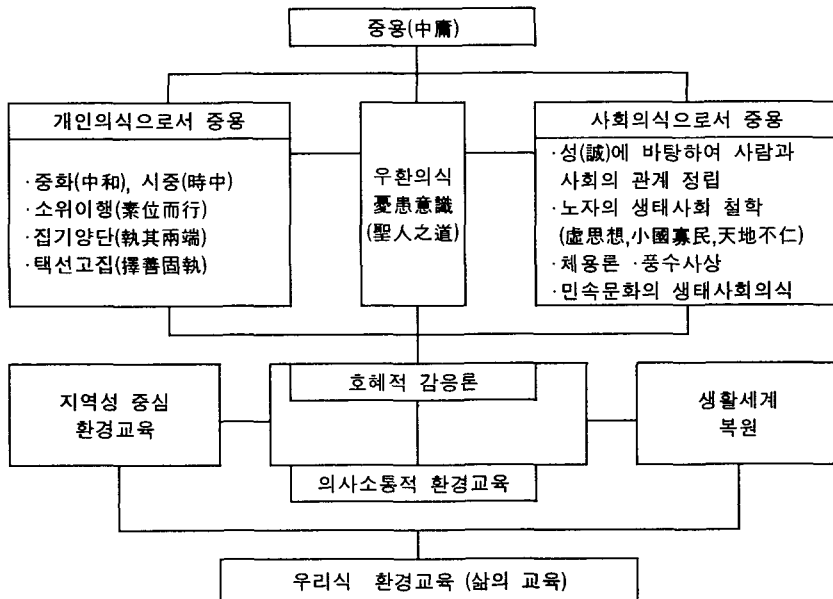 중용(中庸)
개인의식으로서 중용
·중화(中和), 시중(時中)
·소위이행(素位而行)
·집기양단(執其兩端)
·택선고집(擇善固執)
우환의식
憂患意識
(聖人之道)
사회의식으로서 중용
·성(誠)에 바탕하여 사람과
사회의 관계 정립
·노자의 생태사회 철학
(虛思想,小國寡民,天地不仁)
·체용론 ·풍수사상
·민속문화의 생태사회의식
지역성 중심
환경교육
호혜적 감응론
의사소통적 환경교육
생활세계
복원
우리식 환경교육 (삶의 교육)